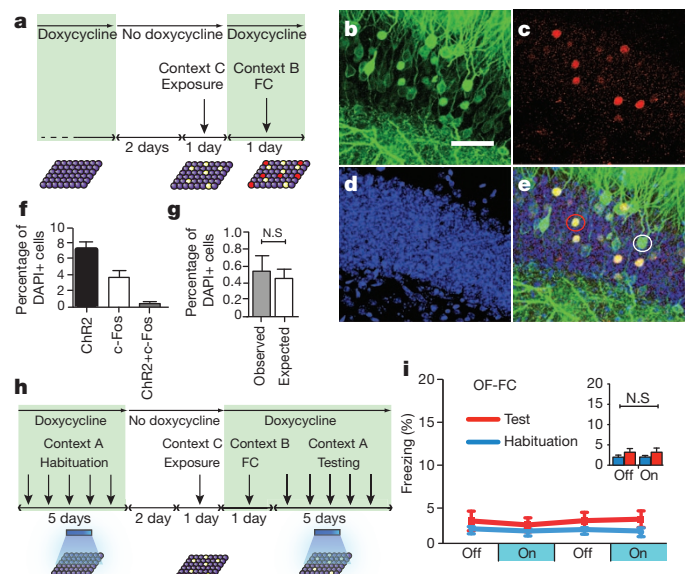 a
Doxycycline No doxycycline Doxycycline
Context C Context B
Exposure FC
2 days 1 day 1 day
b
c
d
e
f
Percentage of
DAPI+ cells
10
8
6
4
2
0
ChR2
c-Fos
ChR2+c-Fos
g
Percentage of
DAPI+ cells
1.0
0.8
0.6
0.4
0.2
0.0
N.S
Observed
Expected
h
Doxycycline No doxycycline Doxycycline
Context A Context C Context B Context A
Habituation Exposure FC Testing
5 days 2 day 1 day 1 day 5 days
i
Freezing (%)
20
15
10
5
0
OF-FC
Test
Habituation
Off On Off On
20
15
10
5
0
N.S
Off On